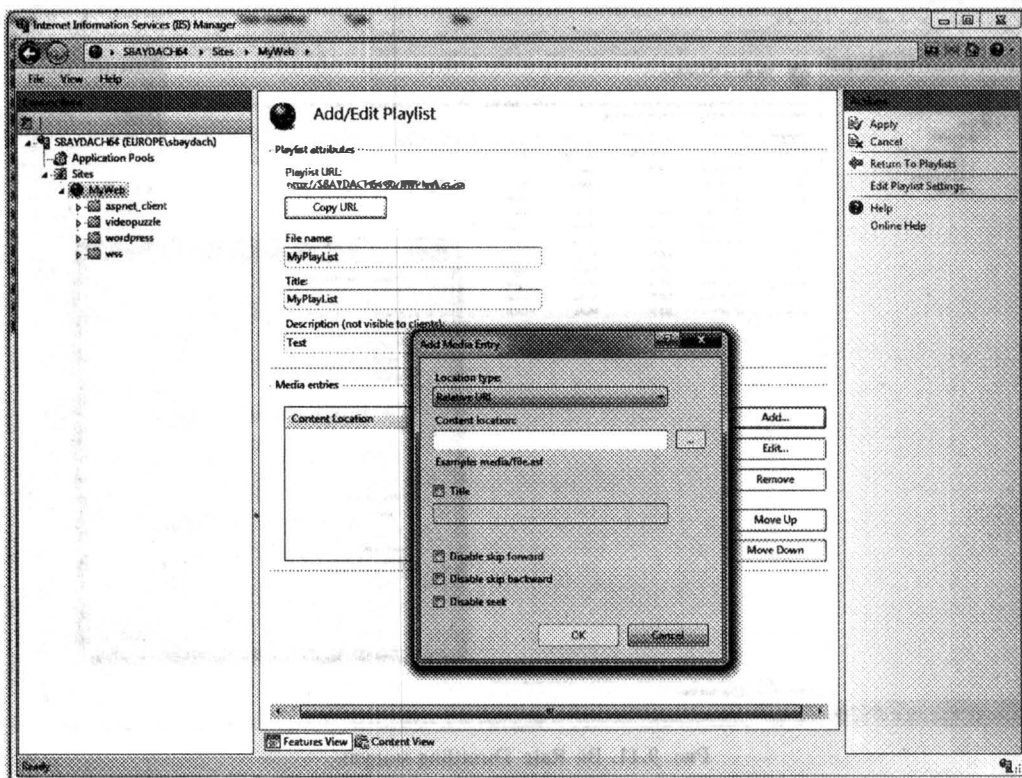 Internet Information Services (IIS) Manager
SBAYDACH64 Sites MyWeb
File View Help
Connections
SBAYDACH64 (EUROPE\sbaydach)
Application Pools
Sites
MyWeb
aspnet_client
videopuzzle
wordpress
wss
Add/Edit Playlist
Playlist attributes
Playlist URL:
Copy URL
File name:
MyPlayList
Title:
MyPlayList
Description (not visible to clients):
Test
Media entries
Content Location
Add...
Edit...
Remove
Move Up
Move Down
Add Media Entry
Location type:
Relative URL
Content location:
...
Example: media/file.asf
Title
Disable skip forward
Disable skip backward
Disable seek
OK Cancel
Features View Content View
Actions
Apply
Cancel
Return To Playlists
Edit Playlist Settings...
Help
Online Help
Ready